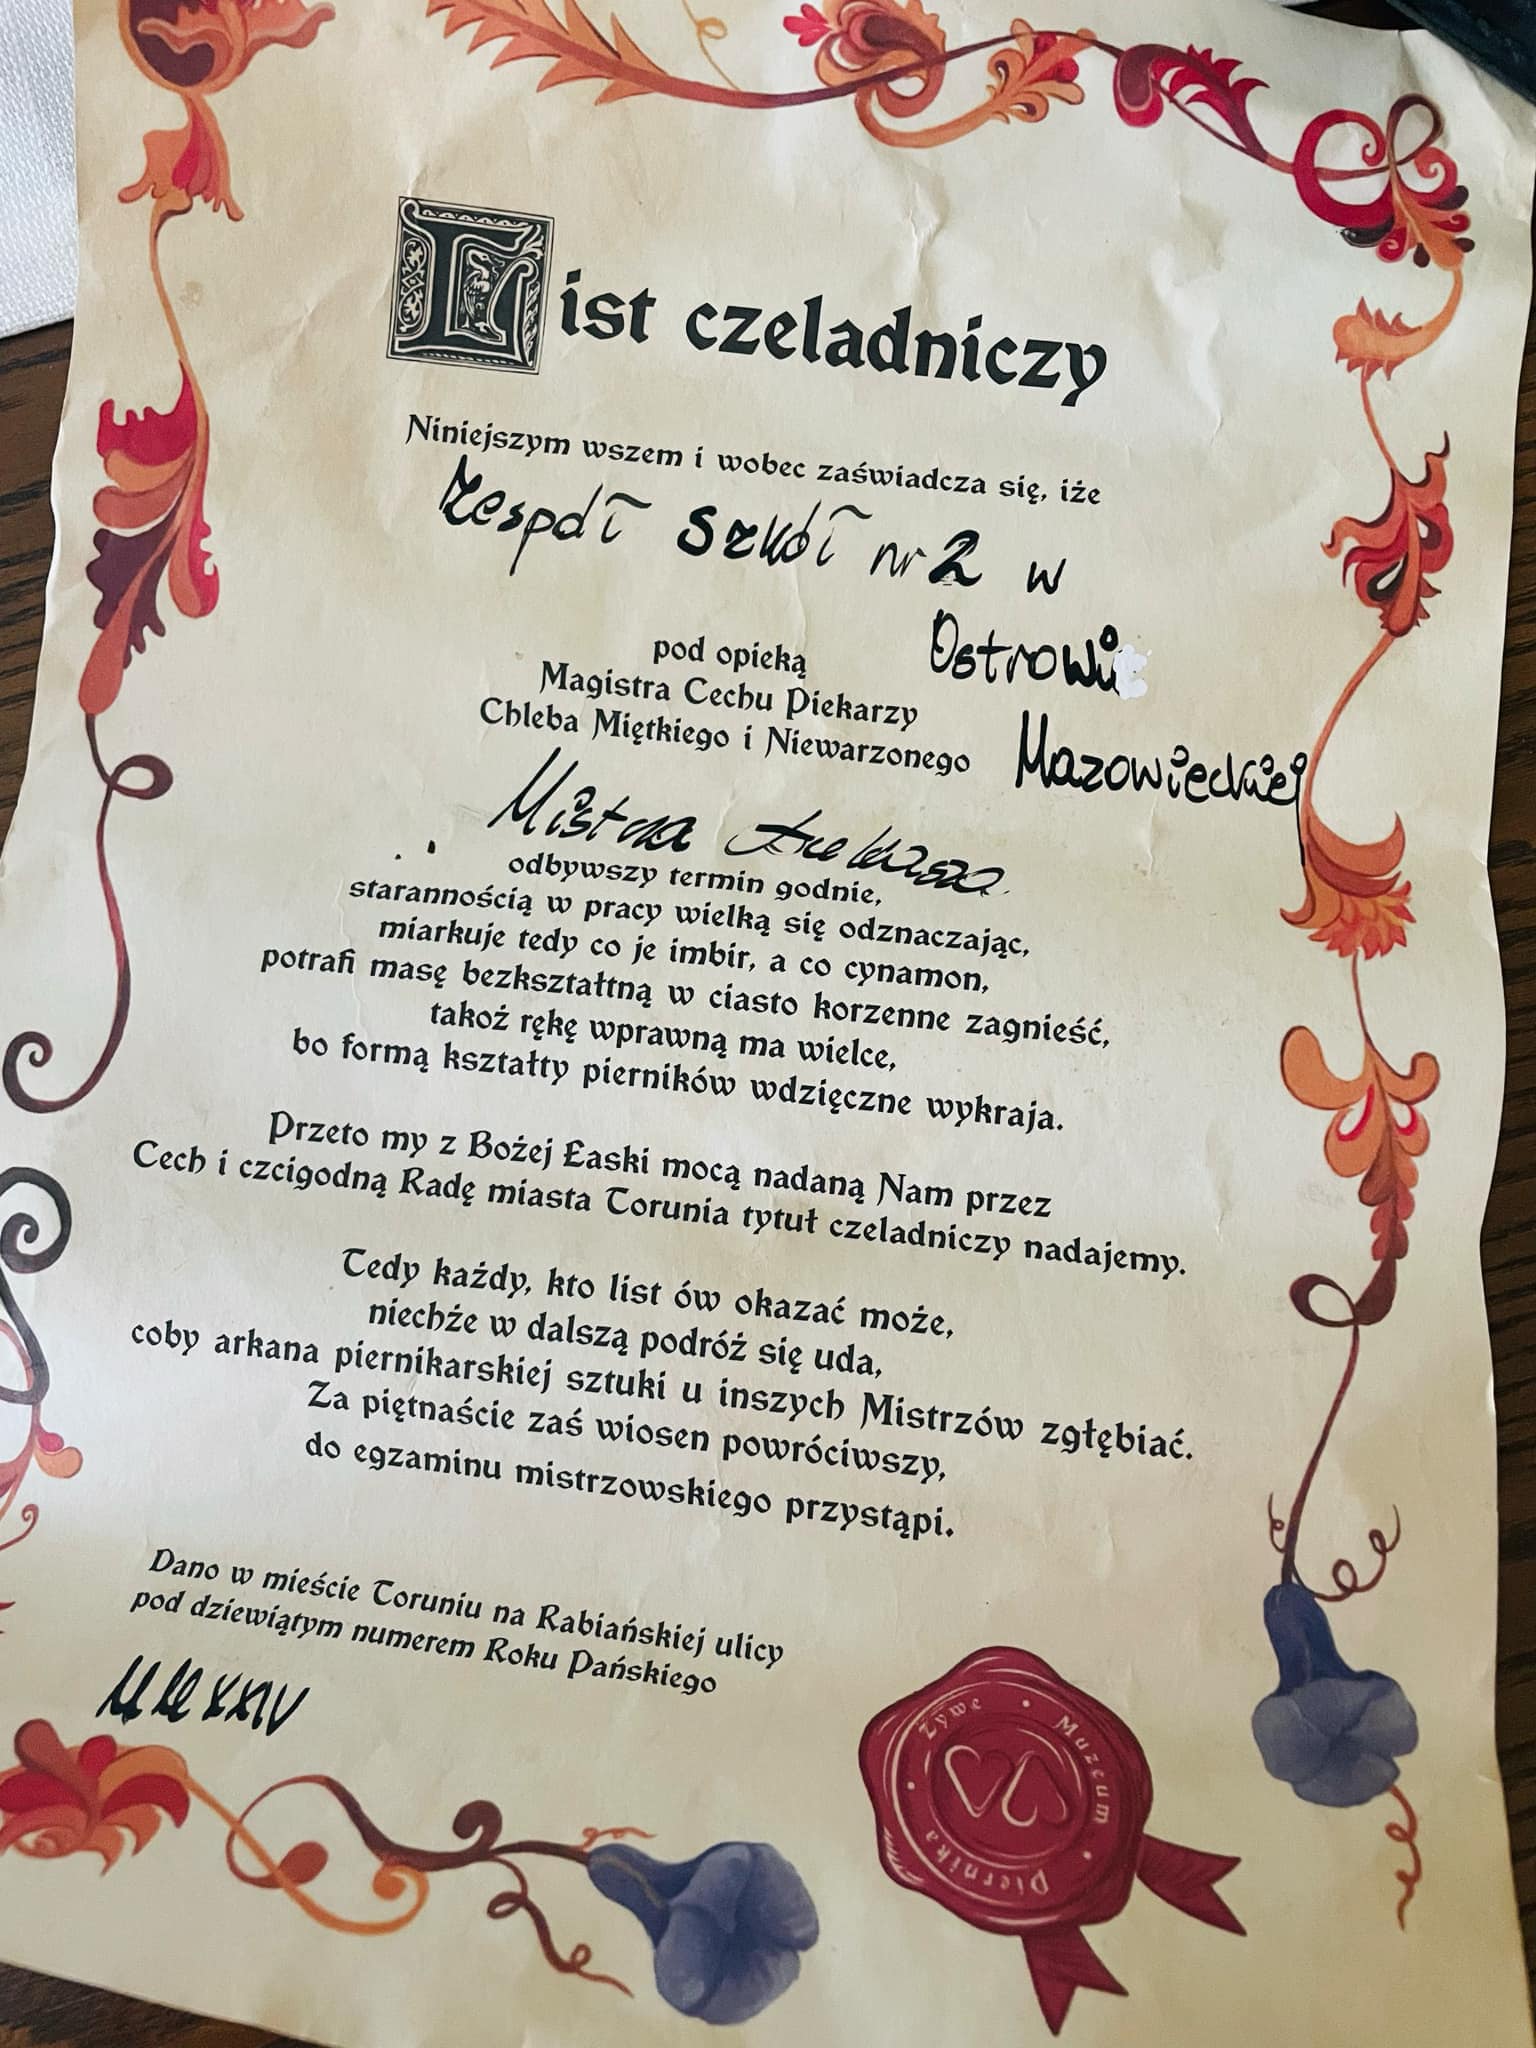 List czeladniczy
Niniejszym wszem i wobec zaświadcza się, iże
Zespół Szkół nr 2 w
Ostrowi
Mazowieckiej
pod opieką
Magistra Cechu Piekarzy
Chleba Miętkiego i Niewarzonego
Mistrza
odbywszy termin godnie,
starannością w pracy wielką się odznaczając,
miarkuje tedy co je imbir, a co cynamon,
potrafi masę bezkształtną w ciasto korzenne zagnieść,
takoż rękę wprawną ma wielce,
bo formą kształty pierników wdzięczne wykraja.
Przeto my z Bożej Łaski mocą nadaną Nam przez
Cech i czcigodną Radę miasta Torunia tytuł czeladniczy nadajemy.
Tedy każdy, kto list ów okazać może,
niechże w dalszą podróż się uda,
coby arkana piernikarskiej sztuki u inszych Mistrzów zgłębiać.
Za piętnaście zaś wiosen powróciwszy,
do egzaminu mistrzowskiego przystąpi.
Dano w mieście Toruniu na Rabiańskiej ulicy
pod dziewiątym numerem Roku Pańskiego
MMXXIV
Żywe • Muzeum • Piernika •